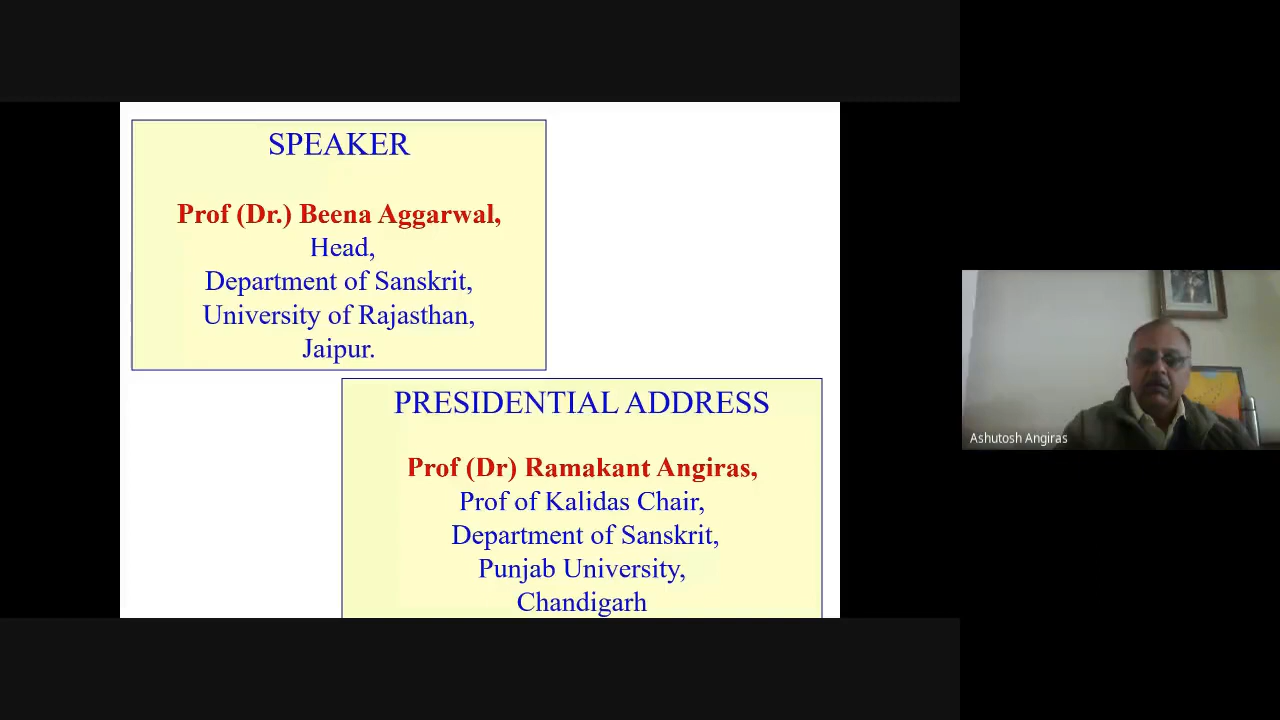 SPEAKER
Prof (Dr.) Beena Aggarwal,
Head,
Department of Sanskrit,
University of Rajasthan,
Jaipur.
PRESIDENTIAL ADDRESS
Prof (Dr) Ramakant Angiras,
Prof of Kalidas Chair,
Department of Sanskrit,
Punjab University,
Chandigarh
Ashutosh Angiras